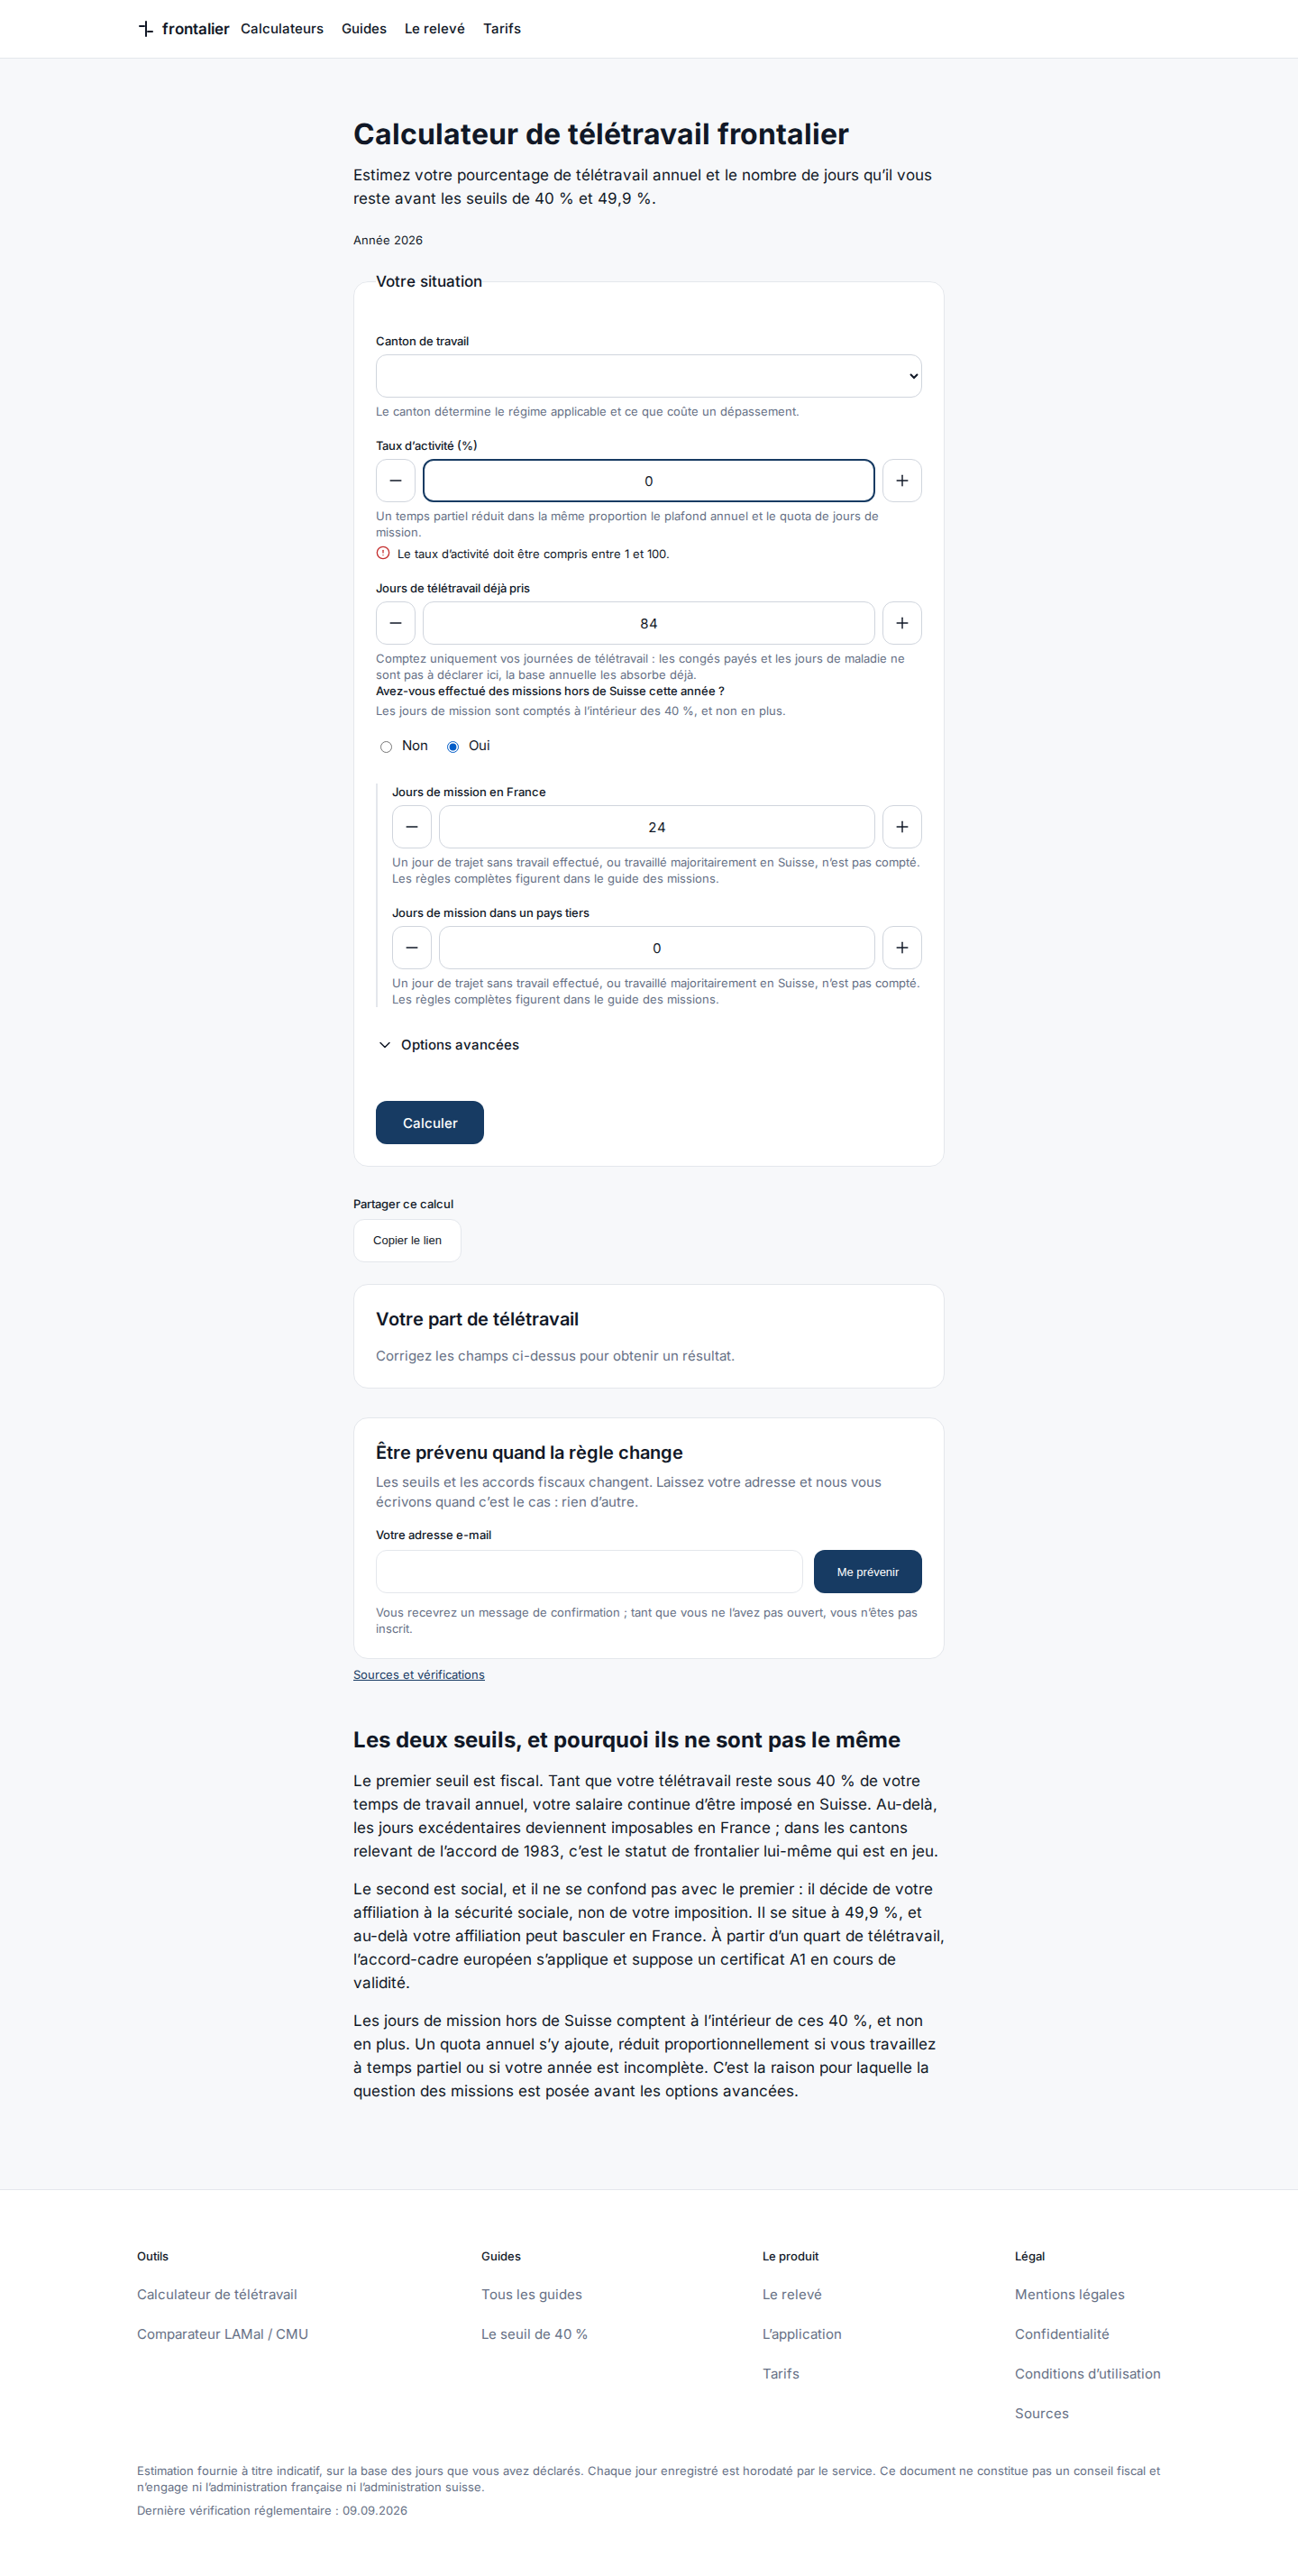 frontalier Calculateurs Guides Le relevé Tarifs
Calculateur de télétravail frontalier
Estimez votre pourcentage de télétravail annuel et le nombre de jours qu’il vous
reste avant les seuils de 40 % et 49,9 %.
Année 2026
Votre situation
Canton de travail
Le canton détermine le régime applicable et ce que coûte un dépassement.
Taux d’activité (%)
− 0 +
Un temps partiel réduit dans la même proportion le plafond annuel et le quota de jours de
mission.
Le taux d’activité doit être compris entre 1 et 100.
Jours de télétravail déjà pris
− 84 +
Comptez uniquement vos journées de télétravail : les congés payés et les jours de maladie ne
sont pas à déclarer ici, la base annuelle les absorbe déjà.
Avez-vous effectué des missions hors de Suisse cette année ?
Les jours de mission sont comptés à l’intérieur des 40 %, et non en plus.
Non Oui
Jours de mission en France
− 24 +
Un jour de trajet sans travail effectué, ou travaillé majoritairement en Suisse, n’est pas compté.
Les règles complètes figurent dans le guide des missions.
Jours de mission dans un pays tiers
− 0 +
Un jour de trajet sans travail effectué, ou travaillé majoritairement en Suisse, n’est pas compté.
Les règles complètes figurent dans le guide des missions.
Options avancées
Calculer
Partager ce calcul
Copier le lien
Votre part de télétravail
Corrigez les champs ci-dessus pour obtenir un résultat.
Être prévenu quand la règle change
Les seuils et les accords fiscaux changent. Laissez votre adresse et nous vous
écrivons quand c’est le cas : rien d’autre.
Votre adresse e-mail
Me prévenir
Vous recevrez un message de confirmation ; tant que vous ne l’avez pas ouvert, vous n’êtes pas
inscrit.
Sources et vérifications
Les deux seuils, et pourquoi ils ne sont pas le même
Le premier seuil est fiscal. Tant que votre télétravail reste sous 40 % de votre
temps de travail annuel, votre salaire continue d’être imposé en Suisse. Au-delà,
les jours excédentaires deviennent imposables en France ; dans les cantons
relevant de l’accord de 1983, c’est le statut de frontalier lui-même qui est en jeu.
Le second est social, et il ne se confond pas avec le premier : il décide de votre
affiliation à la sécurité sociale, non de votre imposition. Il se situe à 49,9 %, et
au-delà votre affiliation peut basculer en France. À partir d’un quart de télétravail,
l’accord-cadre européen s’applique et suppose un certificat A1 en cours de
validité.
Les jours de mission hors de Suisse comptent à l’intérieur de ces 40 %, et non
en plus. Un quota annuel s’y ajoute, réduit proportionnellement si vous travaillez
à temps partiel ou si votre année est incomplète. C’est la raison pour laquelle la
question des missions est posée avant les options avancées.
Outils
Calculateur de télétravail
Comparateur LAMal / CMU
Guides
Tous les guides
Le seuil de 40 %
Le produit
Le relevé
L’application
Tarifs
Légal
Mentions légales
Confidentialité
Conditions d’utilisation
Sources
Estimation fournie à titre indicatif, sur la base des jours que vous avez déclarés. Chaque jour enregistré est horodaté par le service. Ce document ne constitue pas un conseil fiscal et
n’engage ni l’administration française ni l’administration suisse.
Dernière vérification réglementaire : 09.09.2026